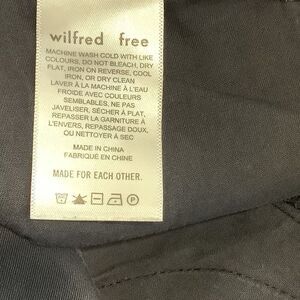 wilfred free
MACHINE WASH COLD WITH LIKE
COLOURS, DO NOT BLEACH, DRY
FLAT, IRON ON REVERSE, COOL
IRON, OR DRY CLEAN
LAVER À LA MACHINE À L'EAU
FROIDE AVEC COULEURS
SEMBLABLES, NE PAS
JAVELISER, SÉCHER À PLAT,
REPASSER LA GARNITURE À
L'ENVERS, REPASSAGE DOUX,
OU NETTOYER À SEC
MADE IN CHINA
FABRIQUÉ EN CHINE
MADE FOR EACH OTHER.
P